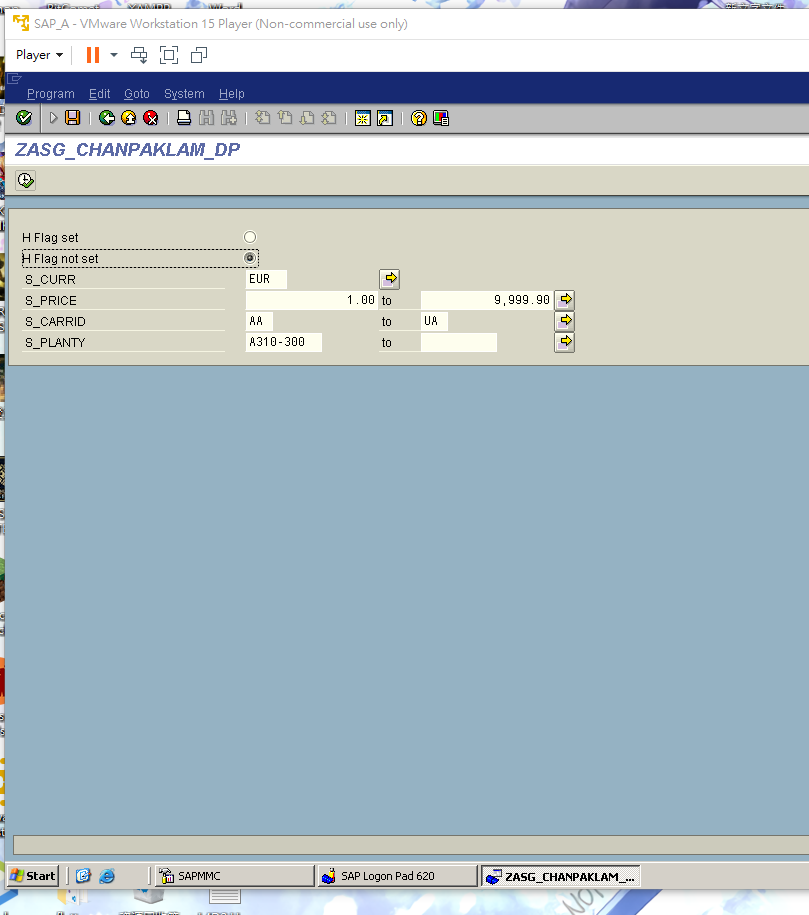 SAP_A - VMware Workstation 15 Player (Non-commercial use only)
Player
Program Edit Goto System Help
ZASG_CHANPAKLAM_DP
H Flag set
H Flag not set
S_CURR EUR
S_PRICE 1.00 to 9,999.90
S_CARRID AA to UA
S_PLANTY A310-300 to
Start SAPMMC SAP Logon Pad 620 ZASG_CHANPAKLAM_...